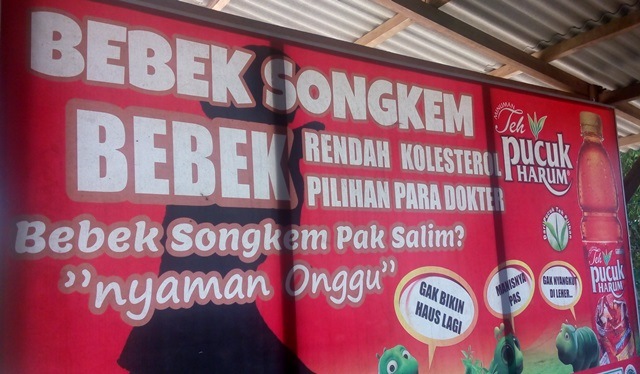 BEBEK SONGKEM
BEBEK RENDAH KOLESTEROL
PILIHAN PARA DOKTER
Bebek Songkem Pak Salim?
"nyaman Onggu"
MINUMAN
Teh
PUCUK
HARUM
GAK BIKIN
HAUS LAGI
MANISNYA
PAS
GAK NYANGKUT
DI LEHER...
Teh
PUCUK
HARUM